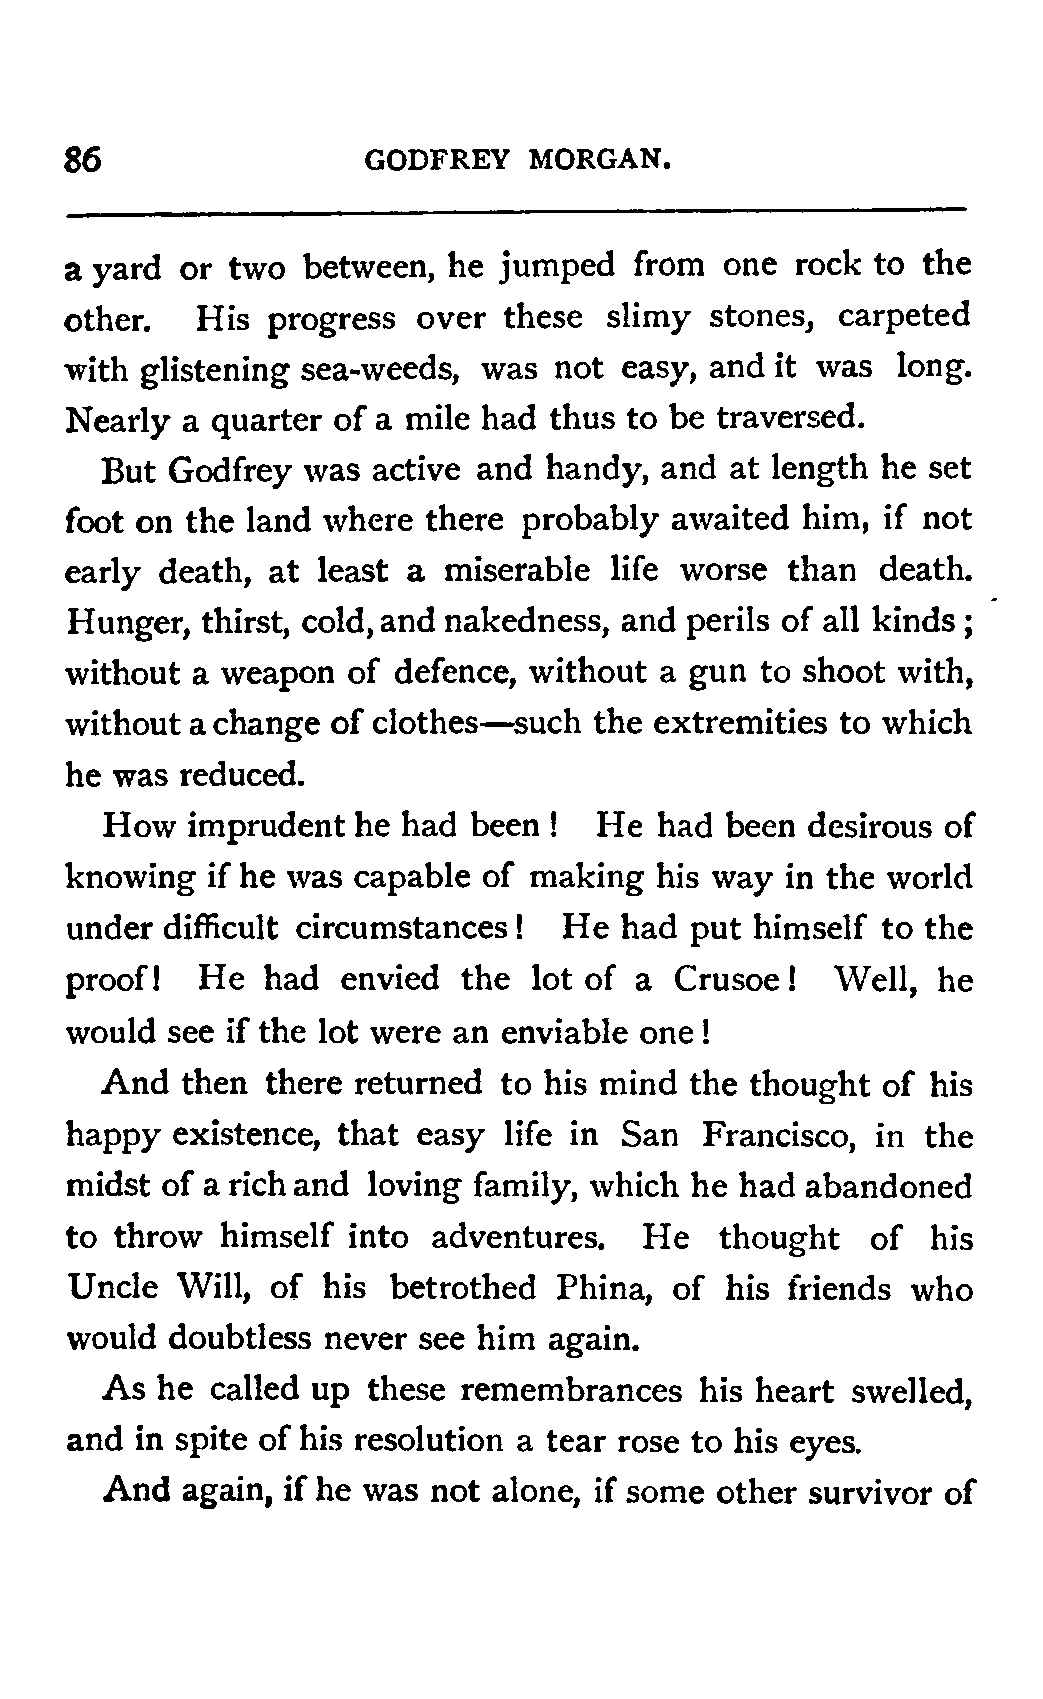 86 GODFREY MORGAN.
a yard or two between, he jumped from one rock to the
other. His progress over these slimy stones, carpeted
with glistening sea-weeds, was not easy, and it was long.
Nearly a quarter of a mile had thus to be traversed.
But Godfrey was active and handy, and at length he set
foot on the land where there probably awaited him, if not
early death, at least a miserable life worse than death.
Hunger, thirst, cold, and nakedness, and perils of all kinds ;
without a weapon of defence, without a gun to shoot with,
without a change of clothes—such the extremities to which
he was reduced.
How imprudent he had been ! He had been desirous of
knowing if he was capable of making his way in the world
under difficult circumstances ! He had put himself to the
proof! He had envied the lot of a Crusoe ! Well, he
would see if the lot were an enviable one !
And then there returned to his mind the thought of his
happy existence, that easy life in San Francisco, in the
midst of a rich and loving family, which he had abandoned
to throw himself into adventures. He thought of his
Uncle Will, of his betrothed Phina, of his friends who
would doubtless never see him again.
As he called up these remembrances his heart swelled,
and in spite of his resolution a tear rose to his eyes.
And again, if he was not alone, if some other survivor of